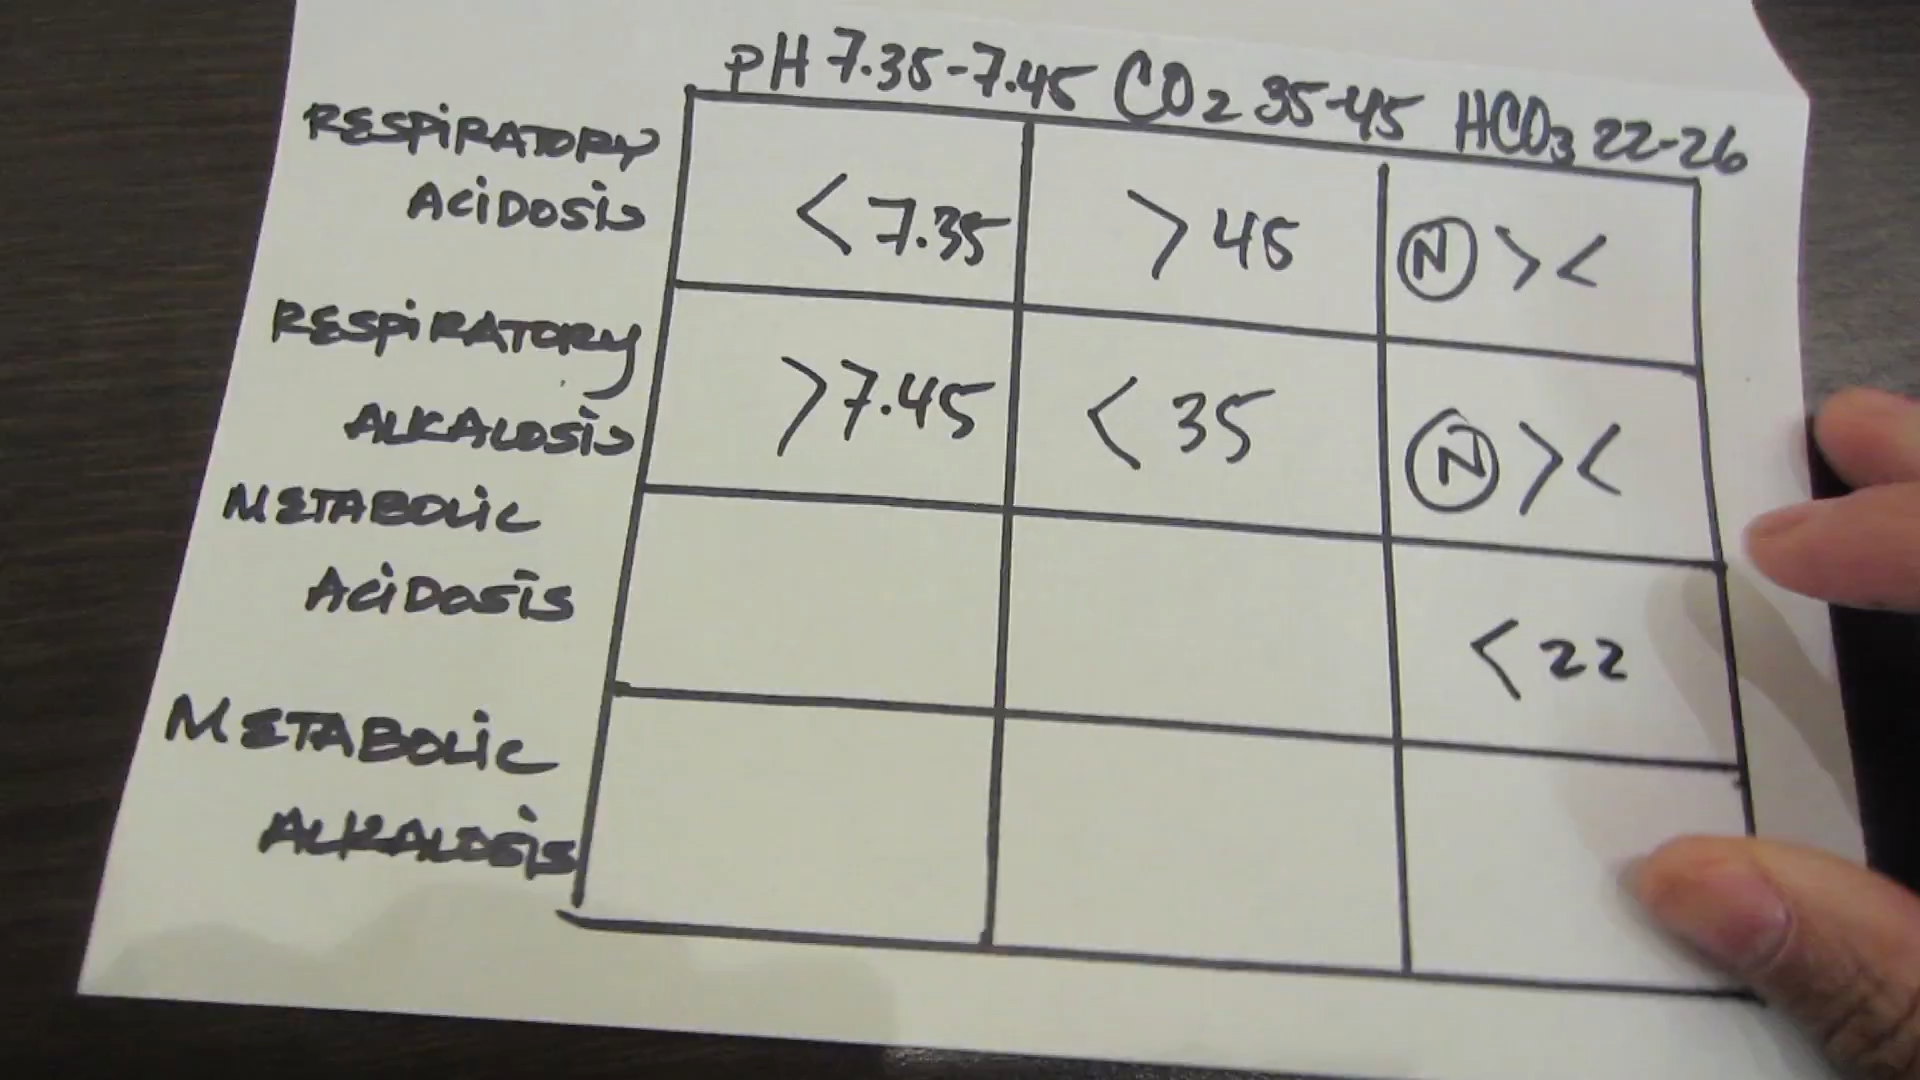 pH 7.35-7.45 CO2 35-45 HCO3 22-26
RESPIRATORY
ACIDOSIS
<7.35 >45 N ><
RESPIRATORY
ALKALOSIS
>7.45 <35 N ><
METABOLIC
ACIDOSIS
<22
METABOLIC
ALKALOSIS